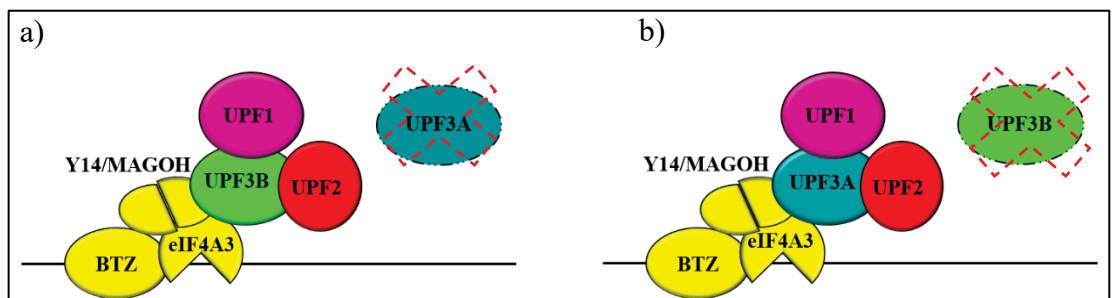 a)
UPF1
UPF3A
Y14/MAGOH
UPF3B
UPF2
eIF4A3
BTZ
b)
UPF1
UPF3B
Y14/MAGOH
UPF3A
UPF2
eIF4A3
BTZ